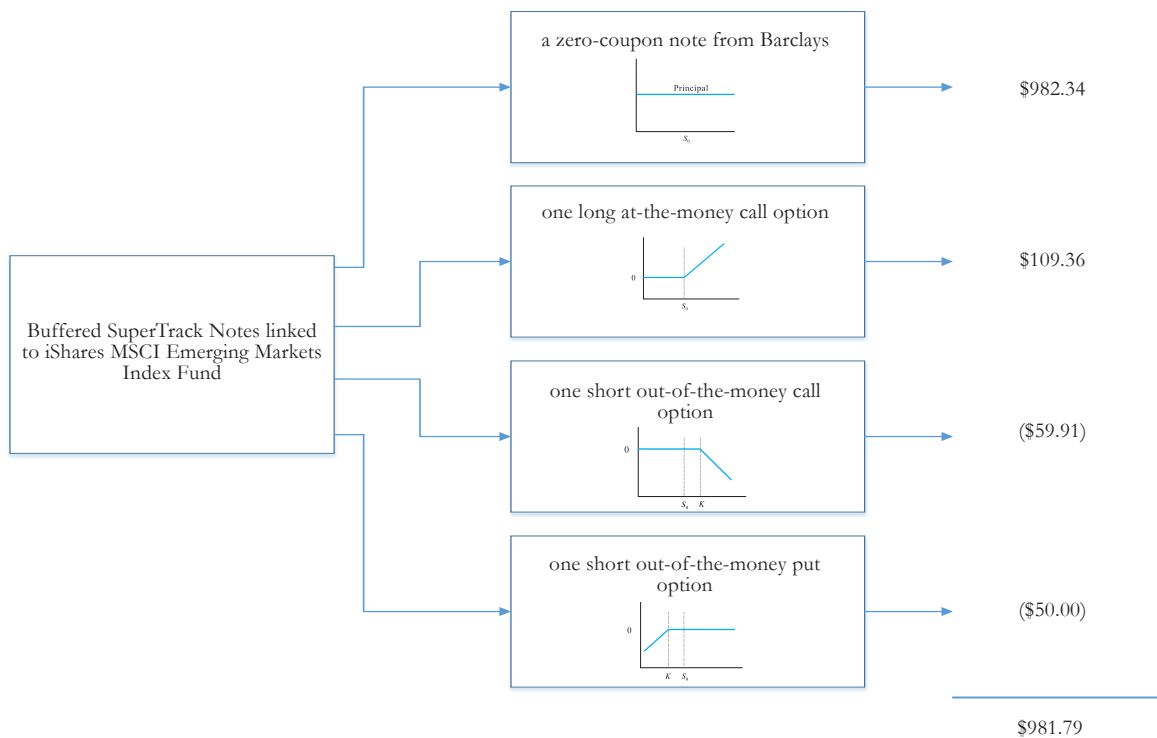 a zero-coupon note from Barclays
Principal
S₀
$982.34
one long at-the-money call option
0
S₀
$109.36
Buffered SuperTrack Notes linked
to iShares MSCI Emerging Markets
Index Fund
one short out-of-the-money call
option
0
S₀ K
($59.91)
one short out-of-the-money put
option
0
K S₀
($50.00)
$981.79